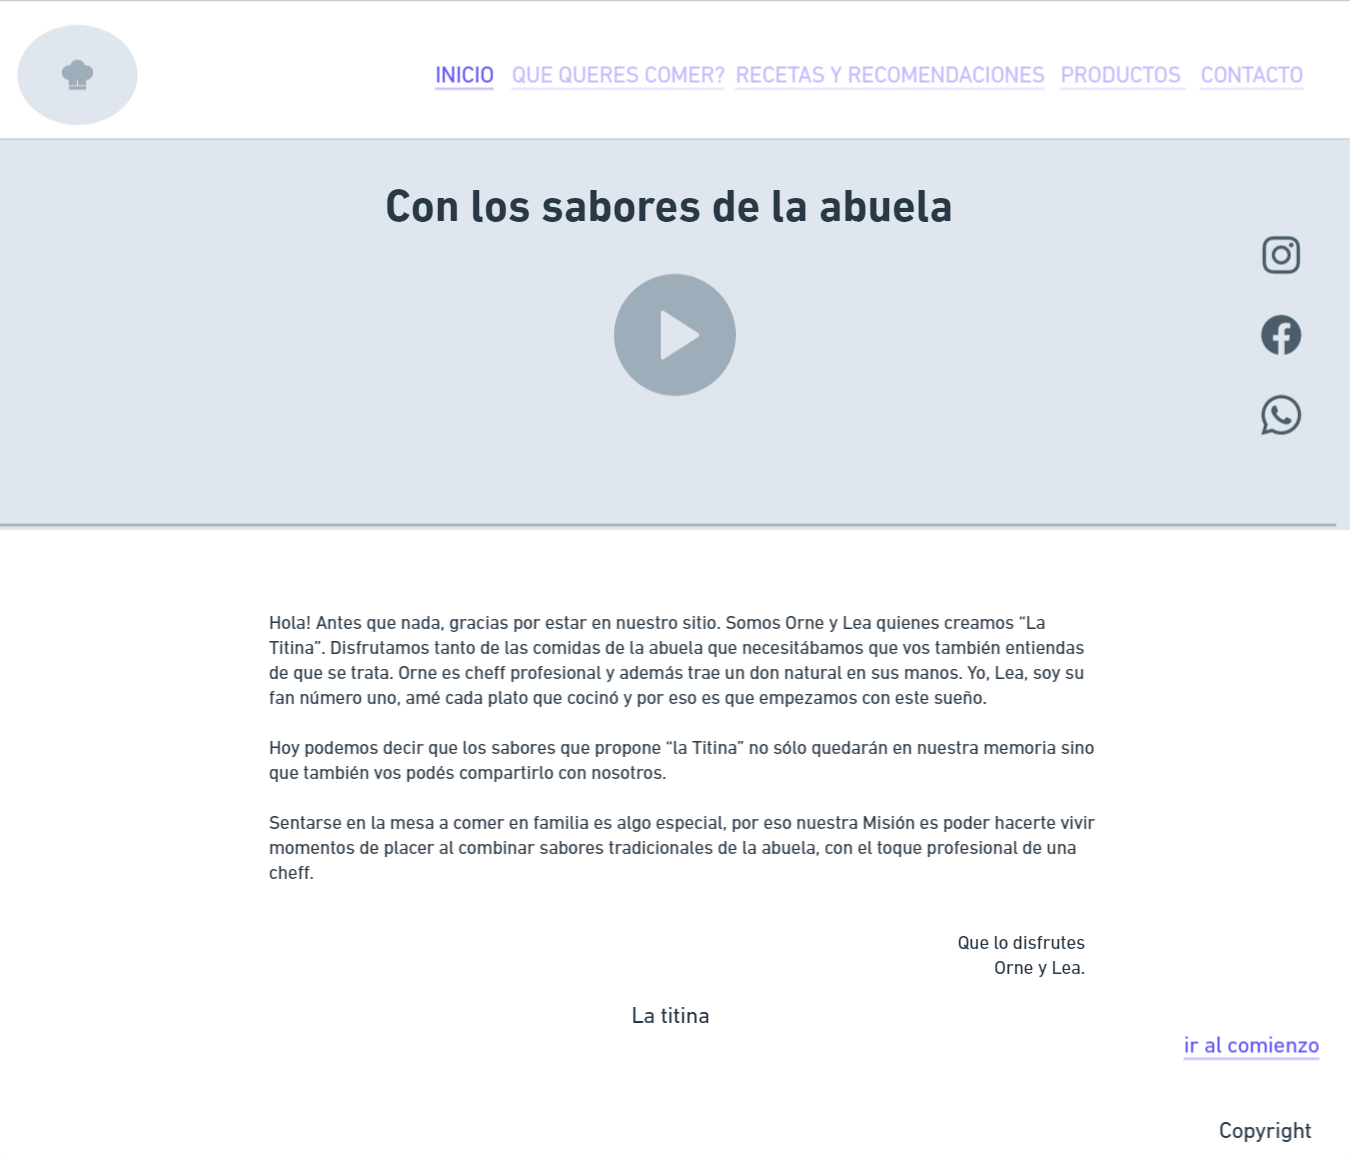 INICIO QUE QUERES COMER? RECETAS Y RECOMENDACIONES PRODUCTOS CONTACTO
Con los sabores de la abuela
Hola! Antes que nada, gracias por estar en nuestro sitio. Somos Orne y Lea quienes creamos “La
Titina”. Disfrutamos tanto de las comidas de la abuela que necesitábamos que vos también entiendas
de que se trata. Orne es cheff profesional y además trae un don natural en sus manos. Yo, Lea, soy su
fan número uno, amé cada plato que cocinó y por eso es que empezamos con este sueño.
Hoy podemos decir que los sabores que propone “la Titina” no sólo quedarán en nuestra memoria sino
que también vos podés compartirlo con nosotros.
Sentarse en la mesa a comer en familia es algo especial, por eso nuestra Misión es poder hacerte vivir
momentos de placer al combinar sabores tradicionales de la abuela, con el toque profesional de una
cheff.
Que lo disfrutes
Orne y Lea.
La titina
ir al comienzo
Copyright